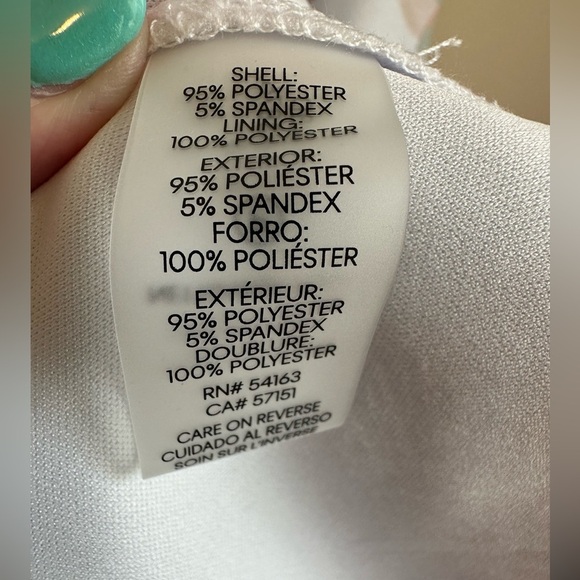 SHELL:
95% POLYESTER
5% SPANDEX
LINING:
100% POLYESTER
EXTERIOR:
95% POLIÉSTER
5% SPANDEX
FORRO:
100% POLIÉSTER
EXTÉRIEUR:
95% POLYESTER
5% SPANDEX
DOUBLURE:
100% POLYESTER
RN# 54163
CA# 57151
CARE ON REVERSE
CUIDADO AL REVERSO
SOIN SUR L'INVERSE